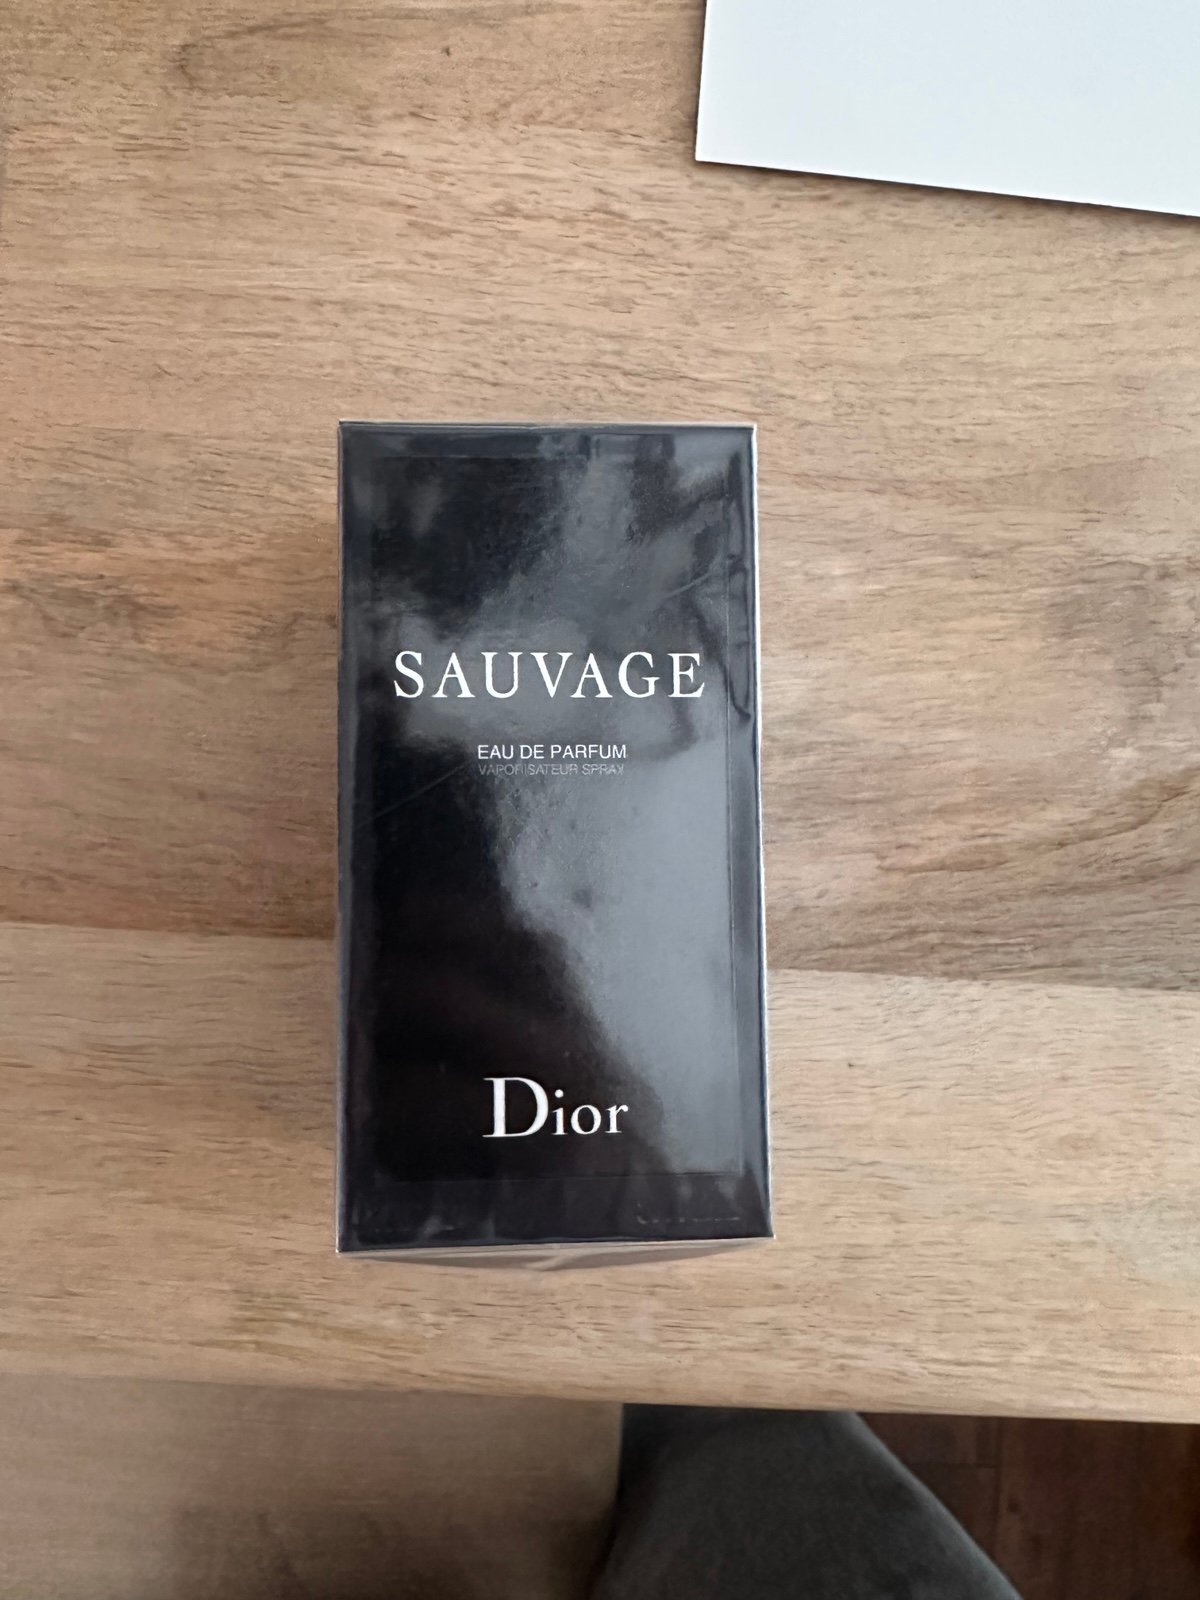 SAUVAGE
EAU DE PARFUM
VAPORISATEUR SPRAY
Dior